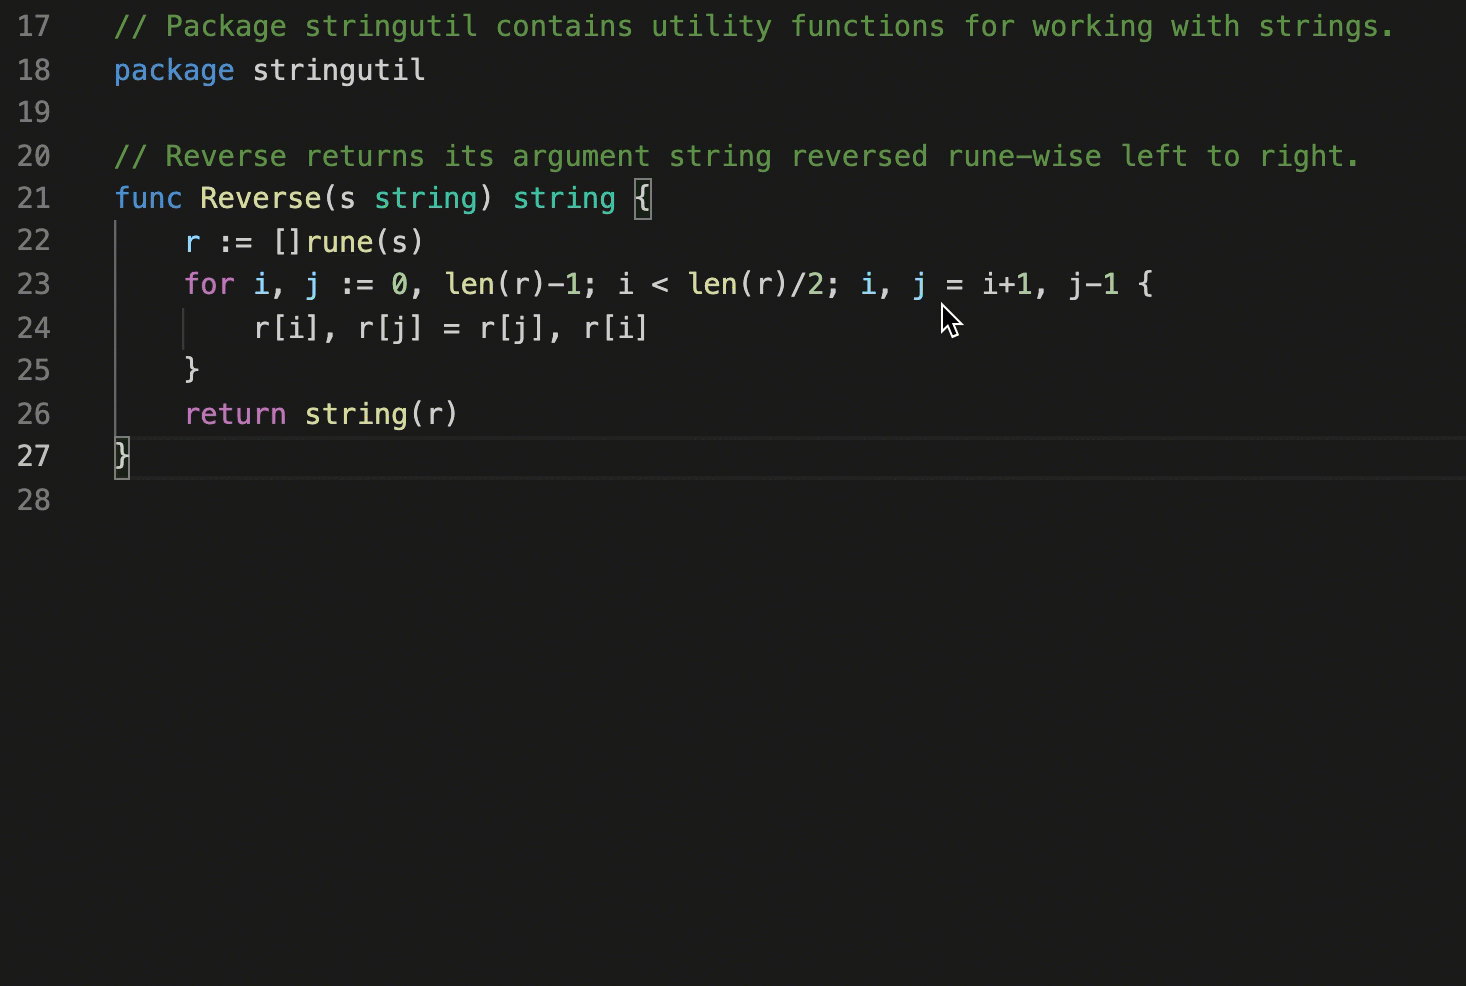 17 // Package stringutil contains utility functions for working with strings.
18 package stringutil
19
20 // Reverse returns its argument string reversed rune-wise left to right.
21 func Reverse(s string) string {
22     r := []rune(s)
23     for i, j := 0, len(r)-1; i < len(r)/2; i, j = i+1, j-1 {
24         r[i], r[j] = r[j], r[i]
25     }
26     return string(r)
27 }
28